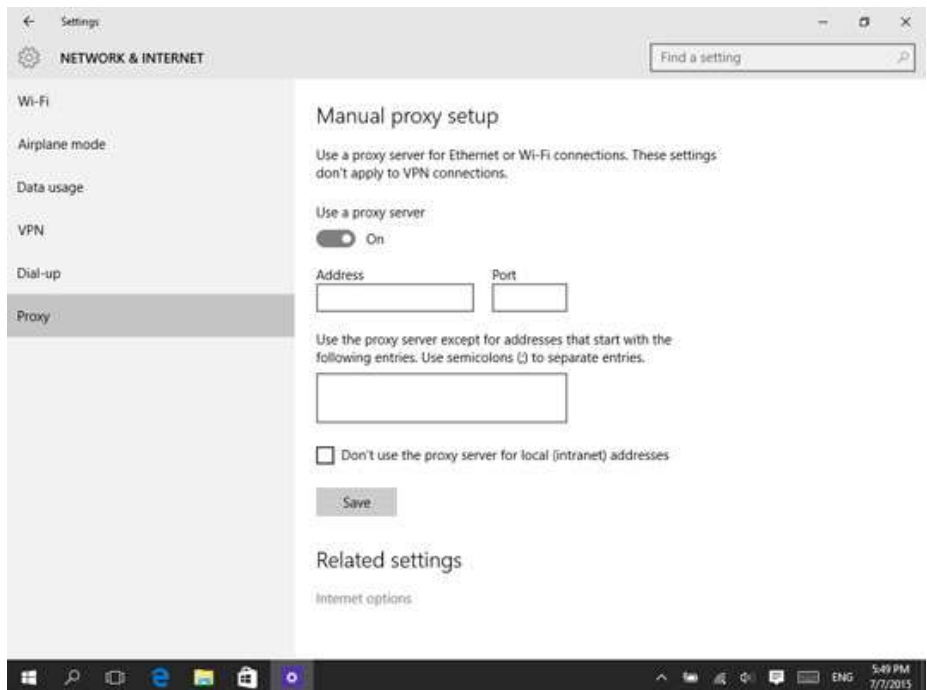 Settings
NETWORK & INTERNET
Find a setting
Wi-Fi
Airplane mode
Data usage
VPN
Dial-up
Proxy
Manual proxy setup
Use a proxy server for Ethernet or Wi-Fi connections. These settings
don't apply to VPN connections.
Use a proxy server
On
Address Port
Use the proxy server except for addresses that start with the
following entries. Use semicolons (;) to separate entries.
Don't use the proxy server for local (intranet) addresses
Save
Related settings
Internet options
ENG
5:49 PM
7/7/2015